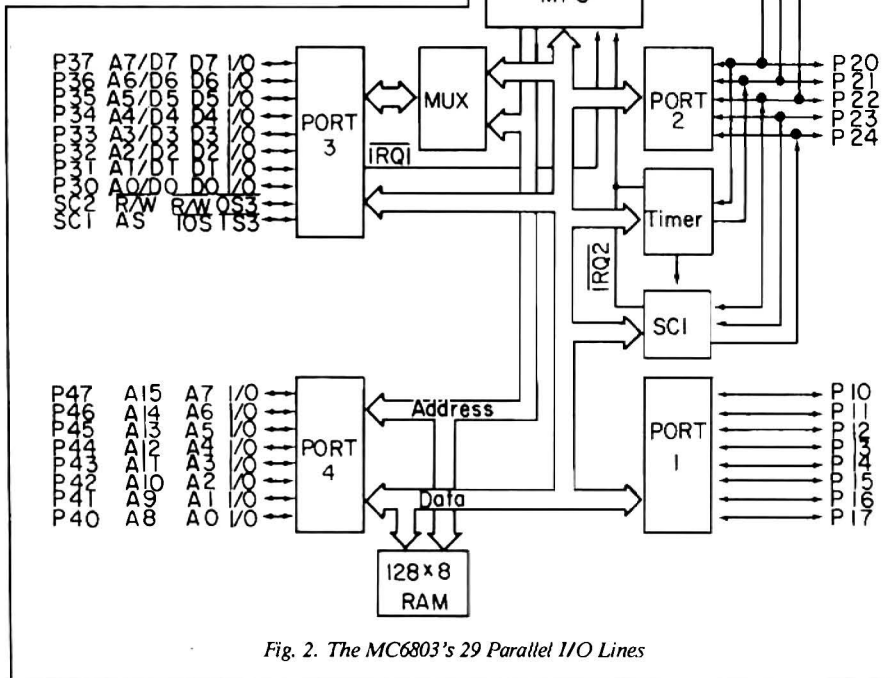 P37 A7/D7 D7 I/O
P36 A6/D6 D6 I/O
P35 A5/D5 D5 I/O
P34 A4/D4 D4 I/O
P33 A3/D3 D3 I/O
P32 A2/D2 D2 I/O
P31 A1/D1 D1 I/O
P30 A0/D0 D0 I/O
SC2 R/W R/W OS3
SC1 AS IOS IS3
PORT
3
MUX
IRQ1
PORT
2
P20
P21
P22
P23
P24
Timer
IRQ2
SCI
P47 A15 A7 I/O
P46 A14 A6 I/O
P45 A13 A5 I/O
P44 A12 A4 I/O
P43 A11 A3 I/O
P42 A10 A2 I/O
P41 A9 A1 I/O
P40 A8 A0 I/O
PORT
4
Address
Data
PORT
1
P10
P11
P12
P13
P14
P15
P16
P17
128 x 8
RAM
Fig. 2. The MC6803's 29 Parallel I/O Lines